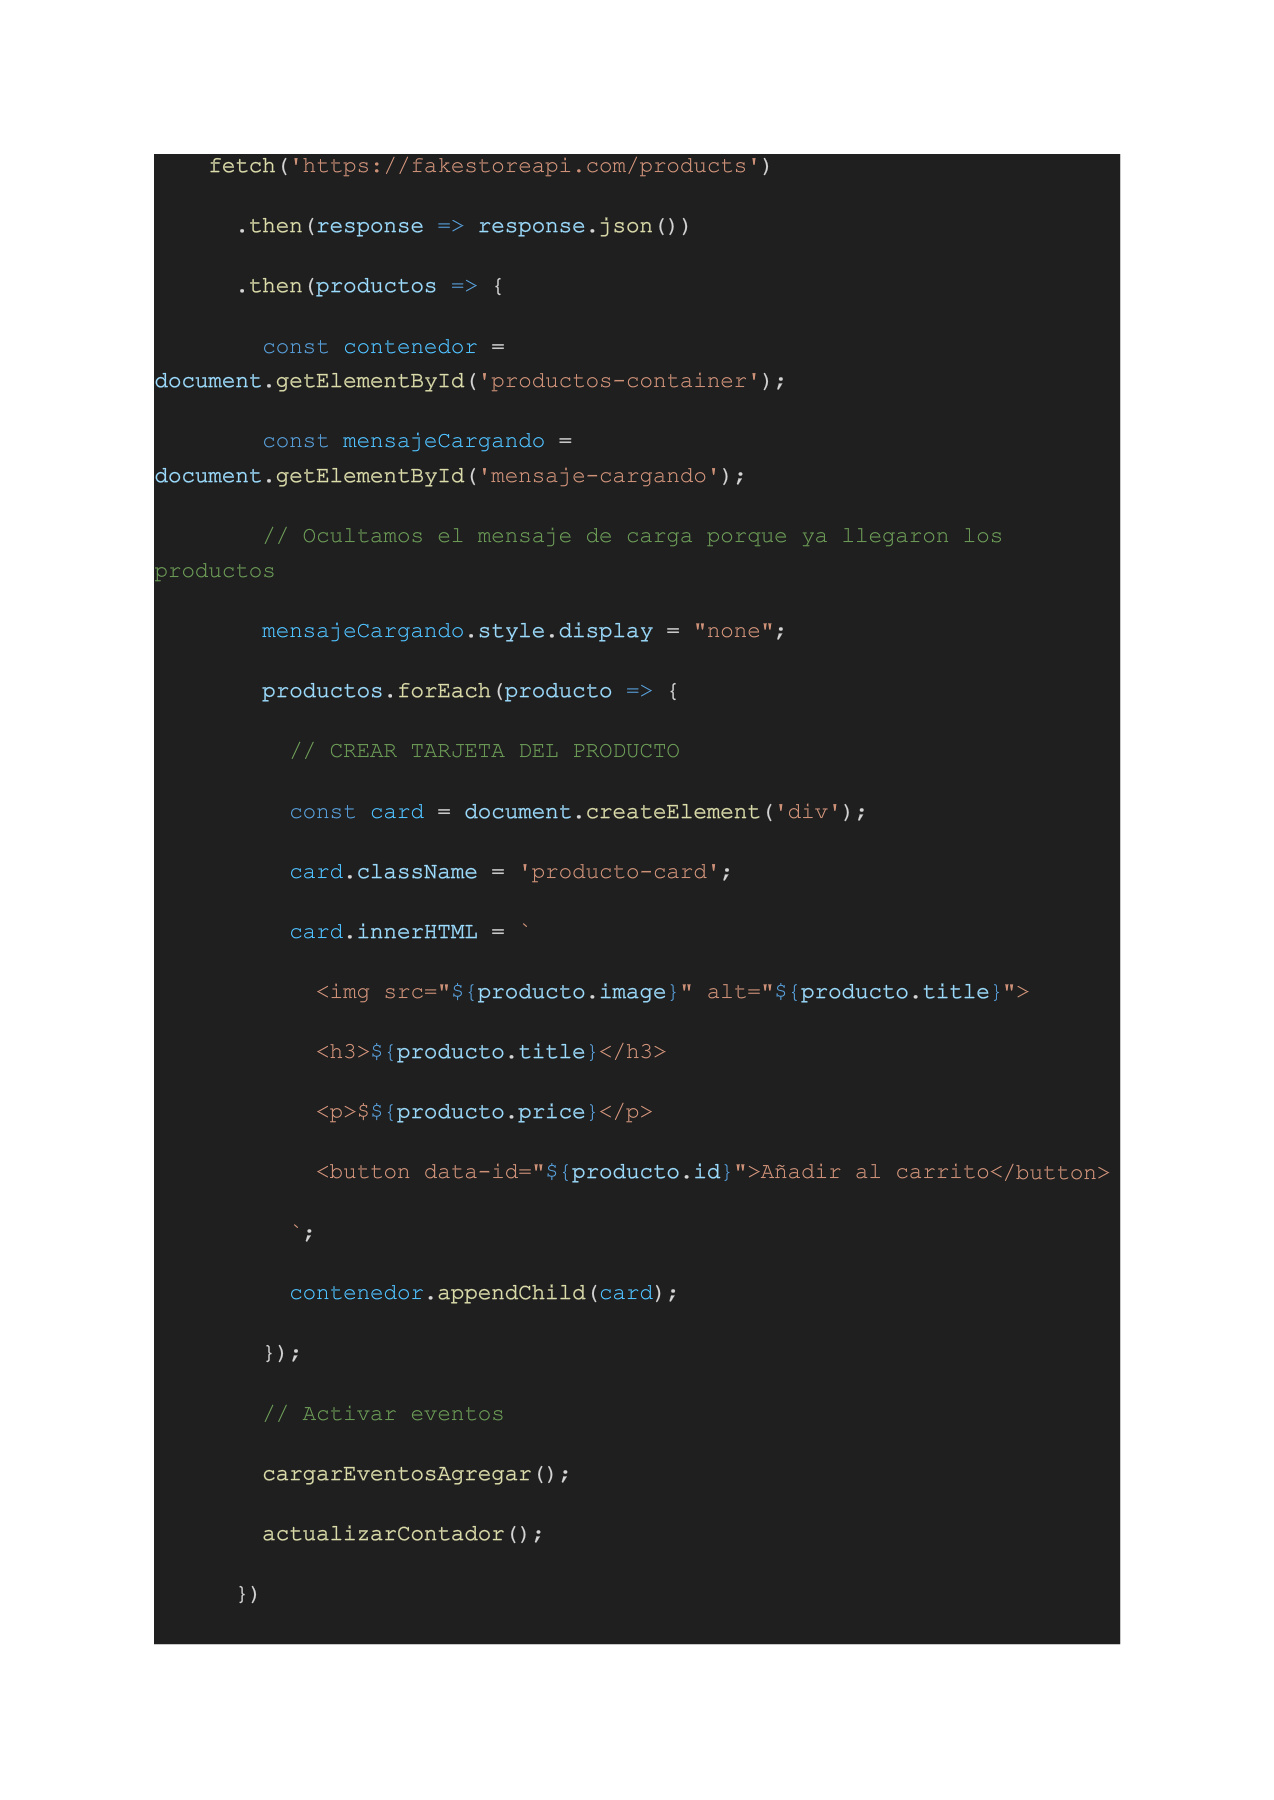 fetch('https://fakestoreapi.com/products')
.then(response => response.json())
.then(productos => {
const contenedor =
document.getElementById('productos-container');
const mensajeCargando =
document.getElementById('mensaje-cargando');
// Ocultamos el mensaje de carga porque ya llegaron los
productos
mensajeCargando.style.display = "none";
productos.forEach(producto => {
// CREAR TARJETA DEL PRODUCTO
const card = document.createElement('div');
card.className = 'producto-card';
card.innerHTML = `
<img src="${producto.image}" alt="${producto.title}">
<h3>${producto.title}</h3>
<p>$${producto.price}</p>
<button data-id="${producto.id}">Añadir al carrito</button>
`;
contenedor.appendChild(card);
});
// Activar eventos
cargarEventosAgregar();
actualizarContador();
})